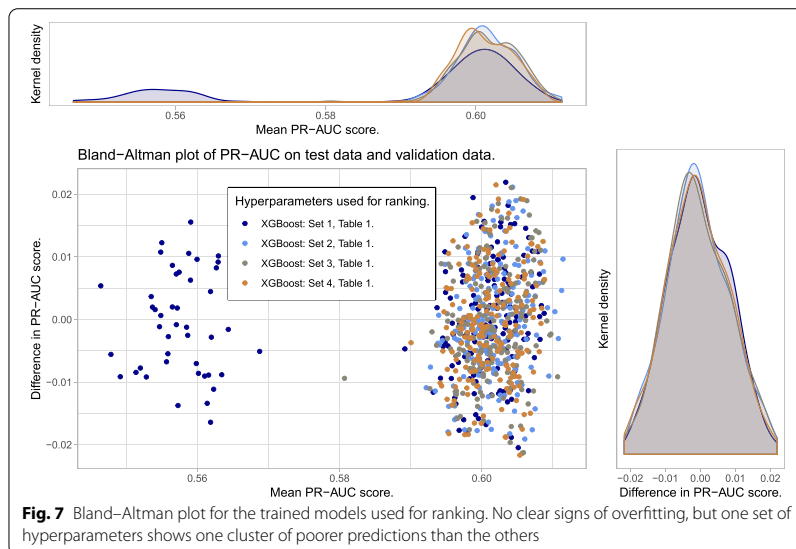 Kernel density
0.56
0.58
0.60
Mean PR−AUC score.
Bland−Altman plot of PR−AUC on test data and validation data.
Difference in PR−AUC score.
0.02
0.01
0.00
−0.01
−0.02
Hyperparameters used for ranking.
XGBoost: Set 1, Table 1.
XGBoost: Set 2, Table 1.
XGBoost: Set 3, Table 1.
XGBoost: Set 4, Table 1.
0.56
0.58
0.60
Mean PR−AUC score.
Kernel density
−0.02
−0.01
0.00
0.01
0.02
Difference in PR−AUC score.
Fig. 7 Bland–Altman plot for the trained models used for ranking. No clear signs of overfitting, but one set of
hyperparameters shows one cluster of poorer predictions than the others